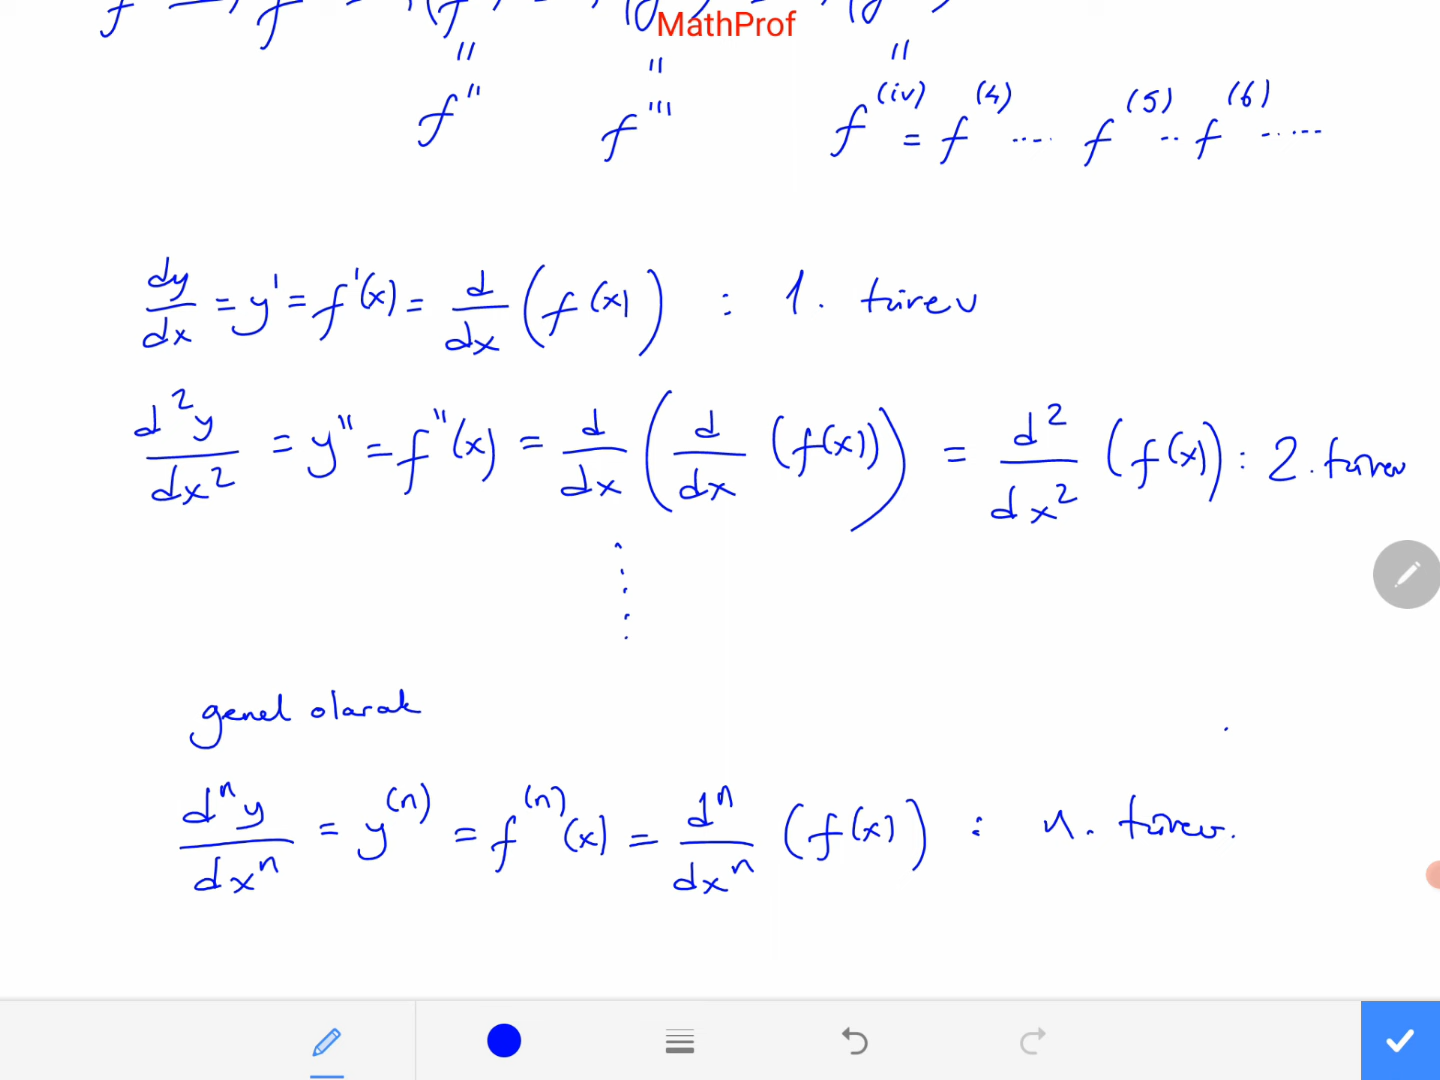 MathProf
f'' f''' f^(iv) = f^(4) .... f^(5) .. f^(6) ......
dy/dx = y' = f'(x) = d/dx (f(x)) : 1. türev
d²y/dx² = y'' = f''(x) = d/dx (d/dx (f(x))) = d²/dx² (f(x)) : 2. türev
genel olarak
dⁿy/dxⁿ = y^(n) = f^(n)(x) = dⁿ/dxⁿ (f(x)) : n. türev.